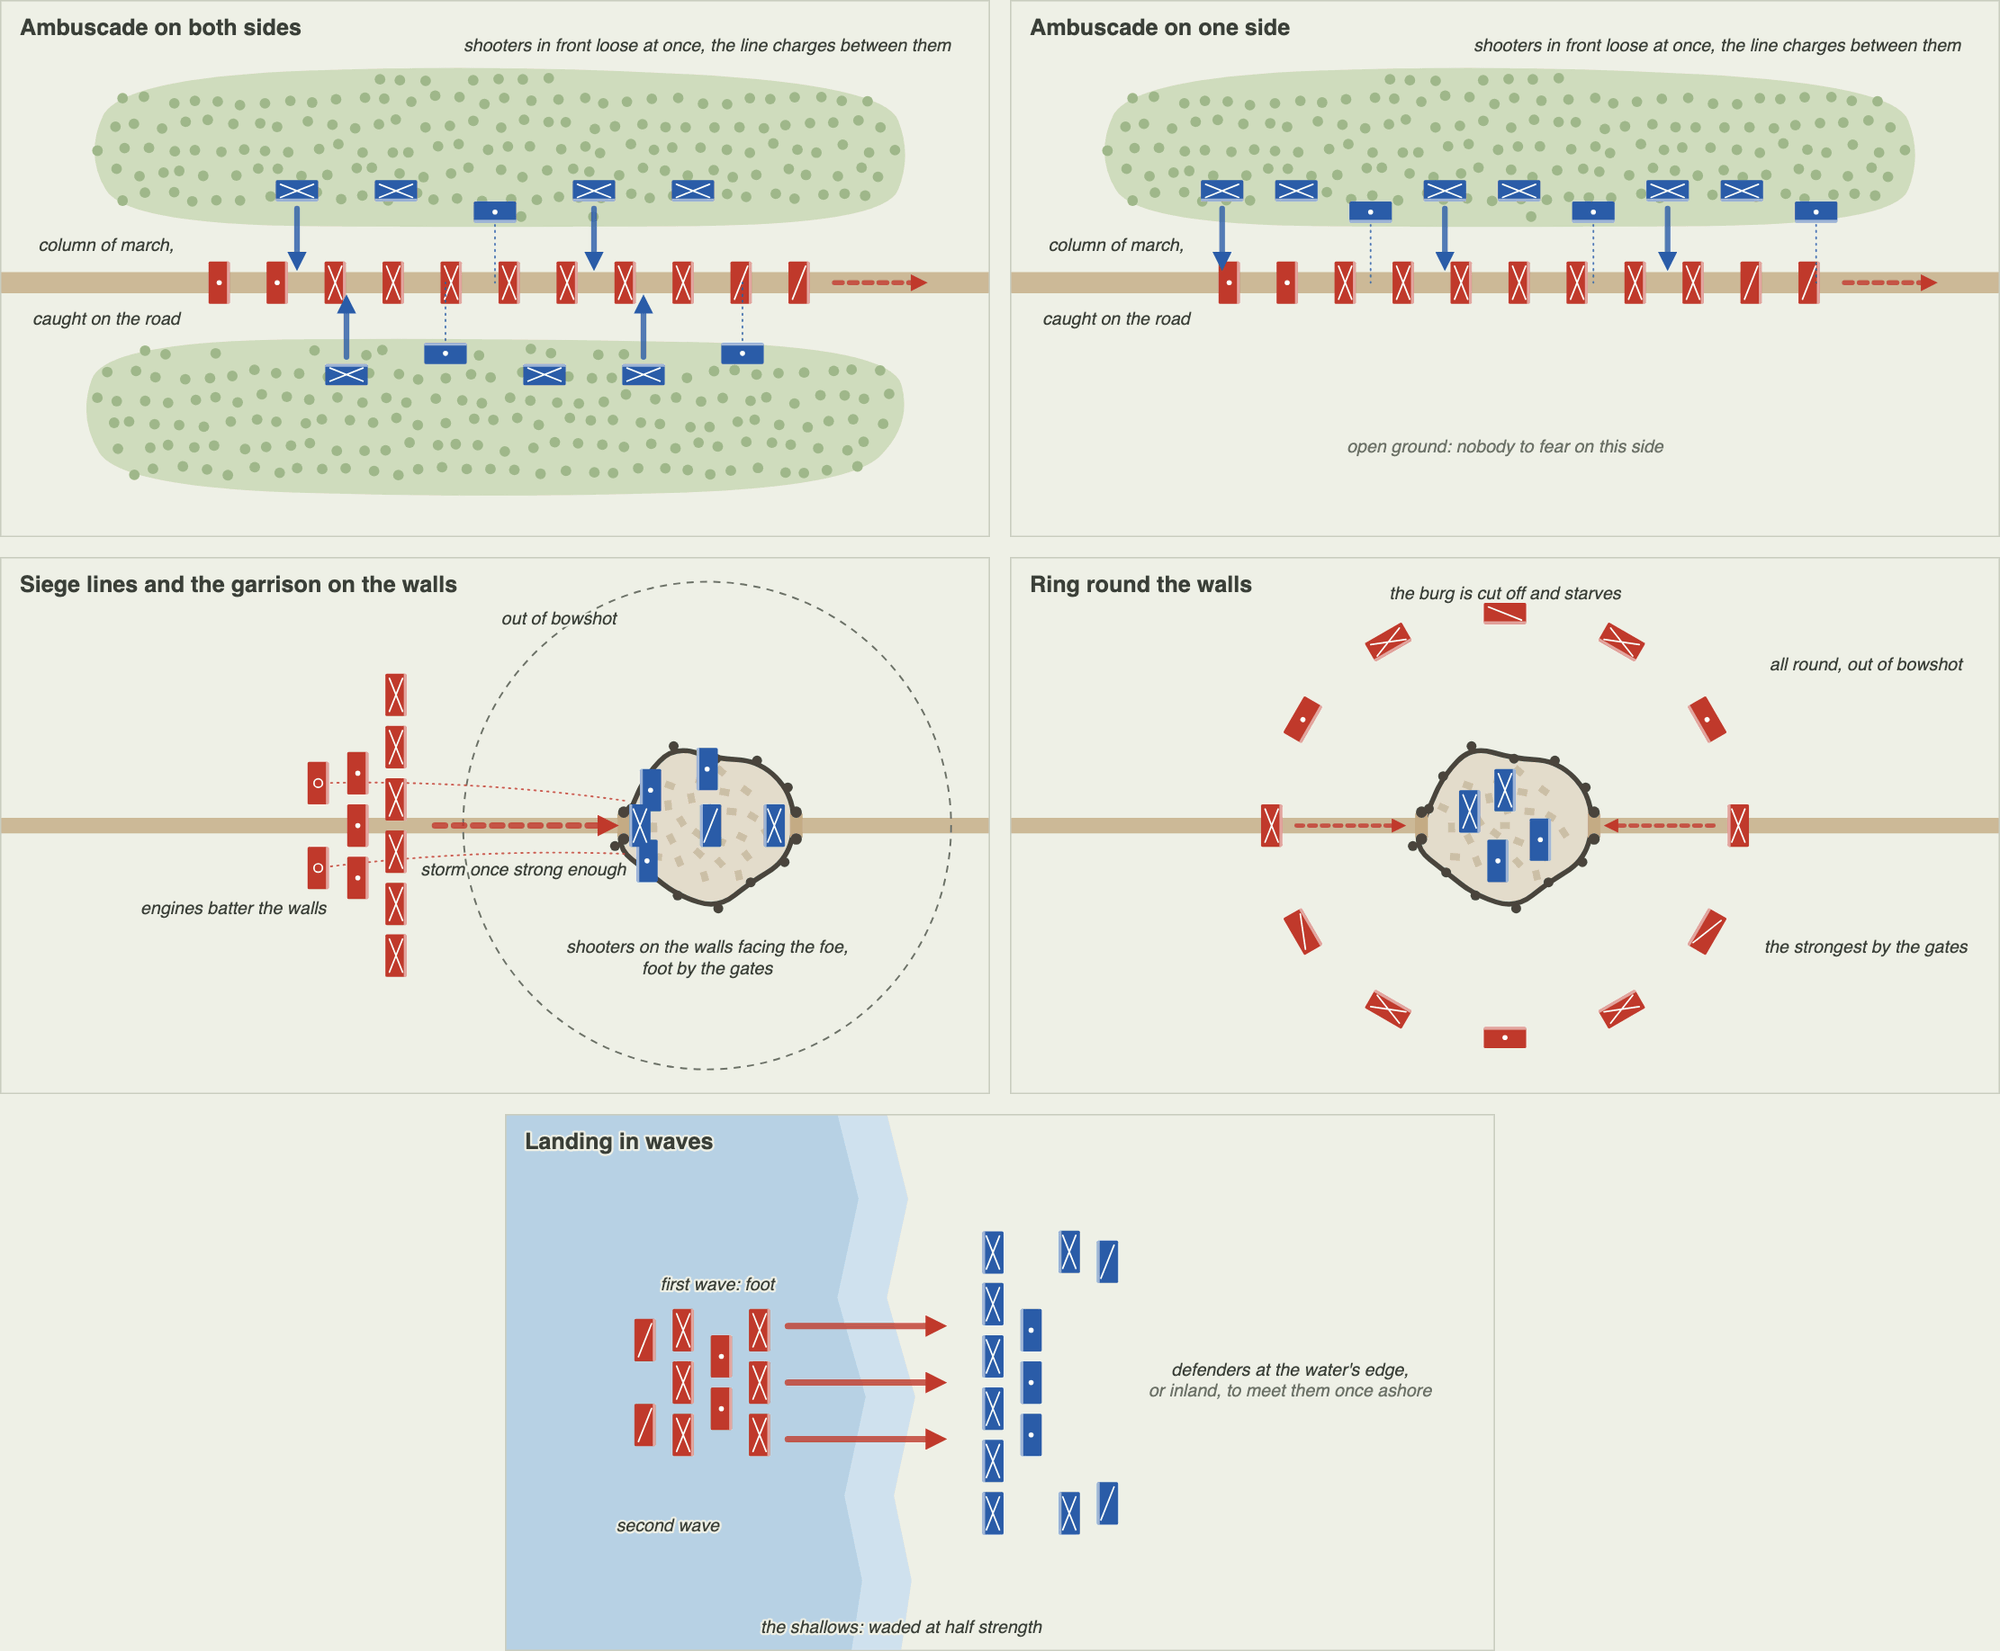 Ambuscade on both sides
shooters in front loose at once, the line charges between them
column of march,
caught on the road
Ambuscade on one side
shooters in front loose at once, the line charges between them
column of march,
caught on the road
open ground: nobody to fear on this side
Siege lines and the garrison on the walls
out of bowshot
storm once strong enough
engines batter the walls
shooters on the walls facing the foe,
foot by the gates
Ring round the walls
the burg is cut off and starves
all round, out of bowshot
the strongest by the gates
Landing in waves
first wave: foot
defenders at the water's edge,
or inland, to meet them once ashore
second wave
the shallows: waded at half strength